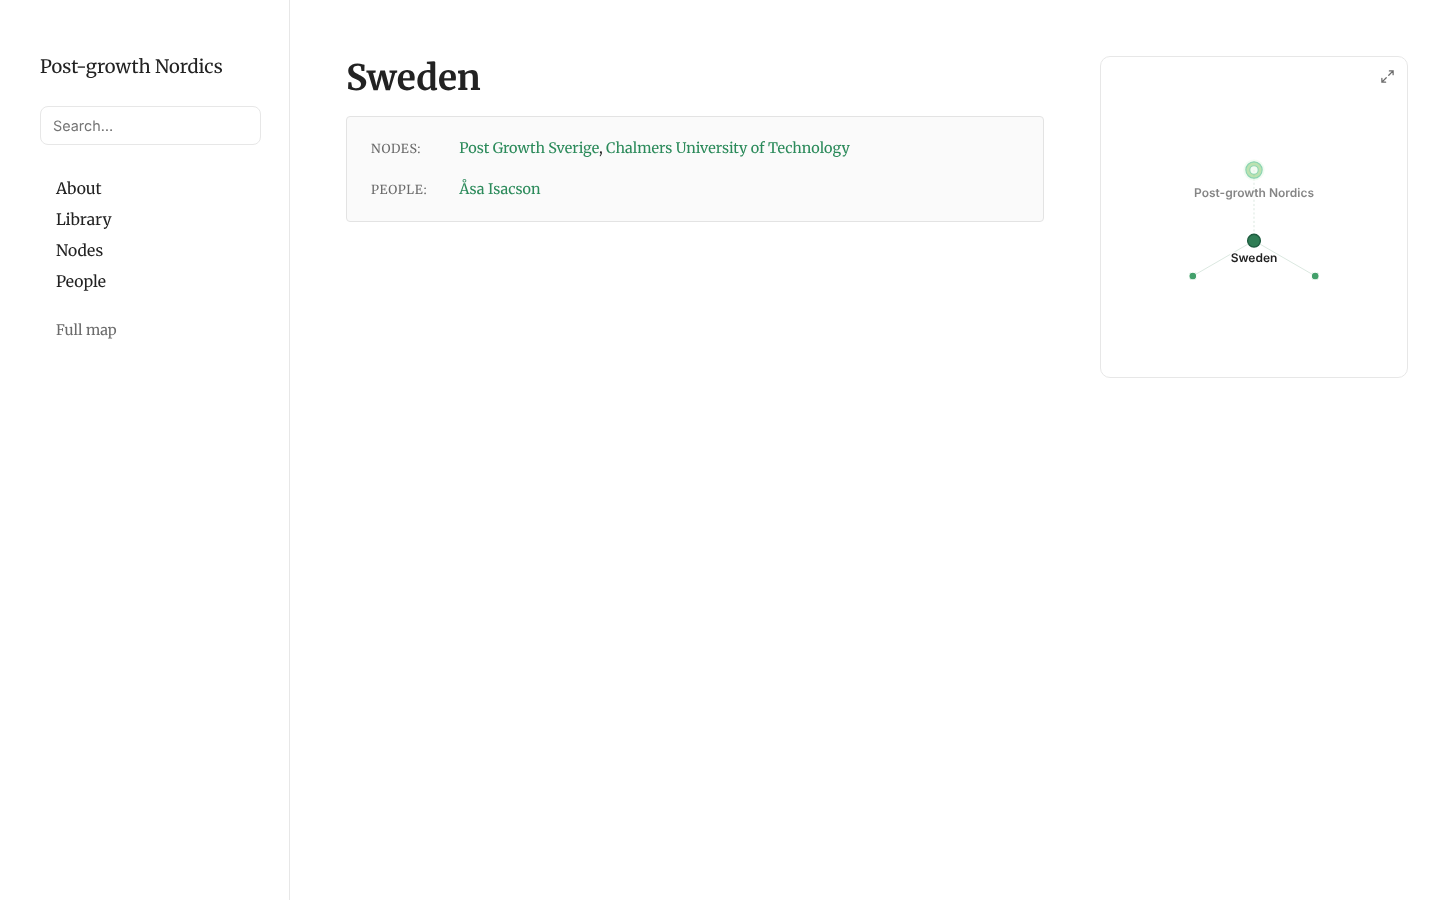 Post-growth Nordics
Search...
About
Library
Nodes
People
Full map
Sweden
NODES: Post Growth Sverige, Chalmers University of Technology
PEOPLE: Åsa Isacson
Post-growth Nordics
Sweden